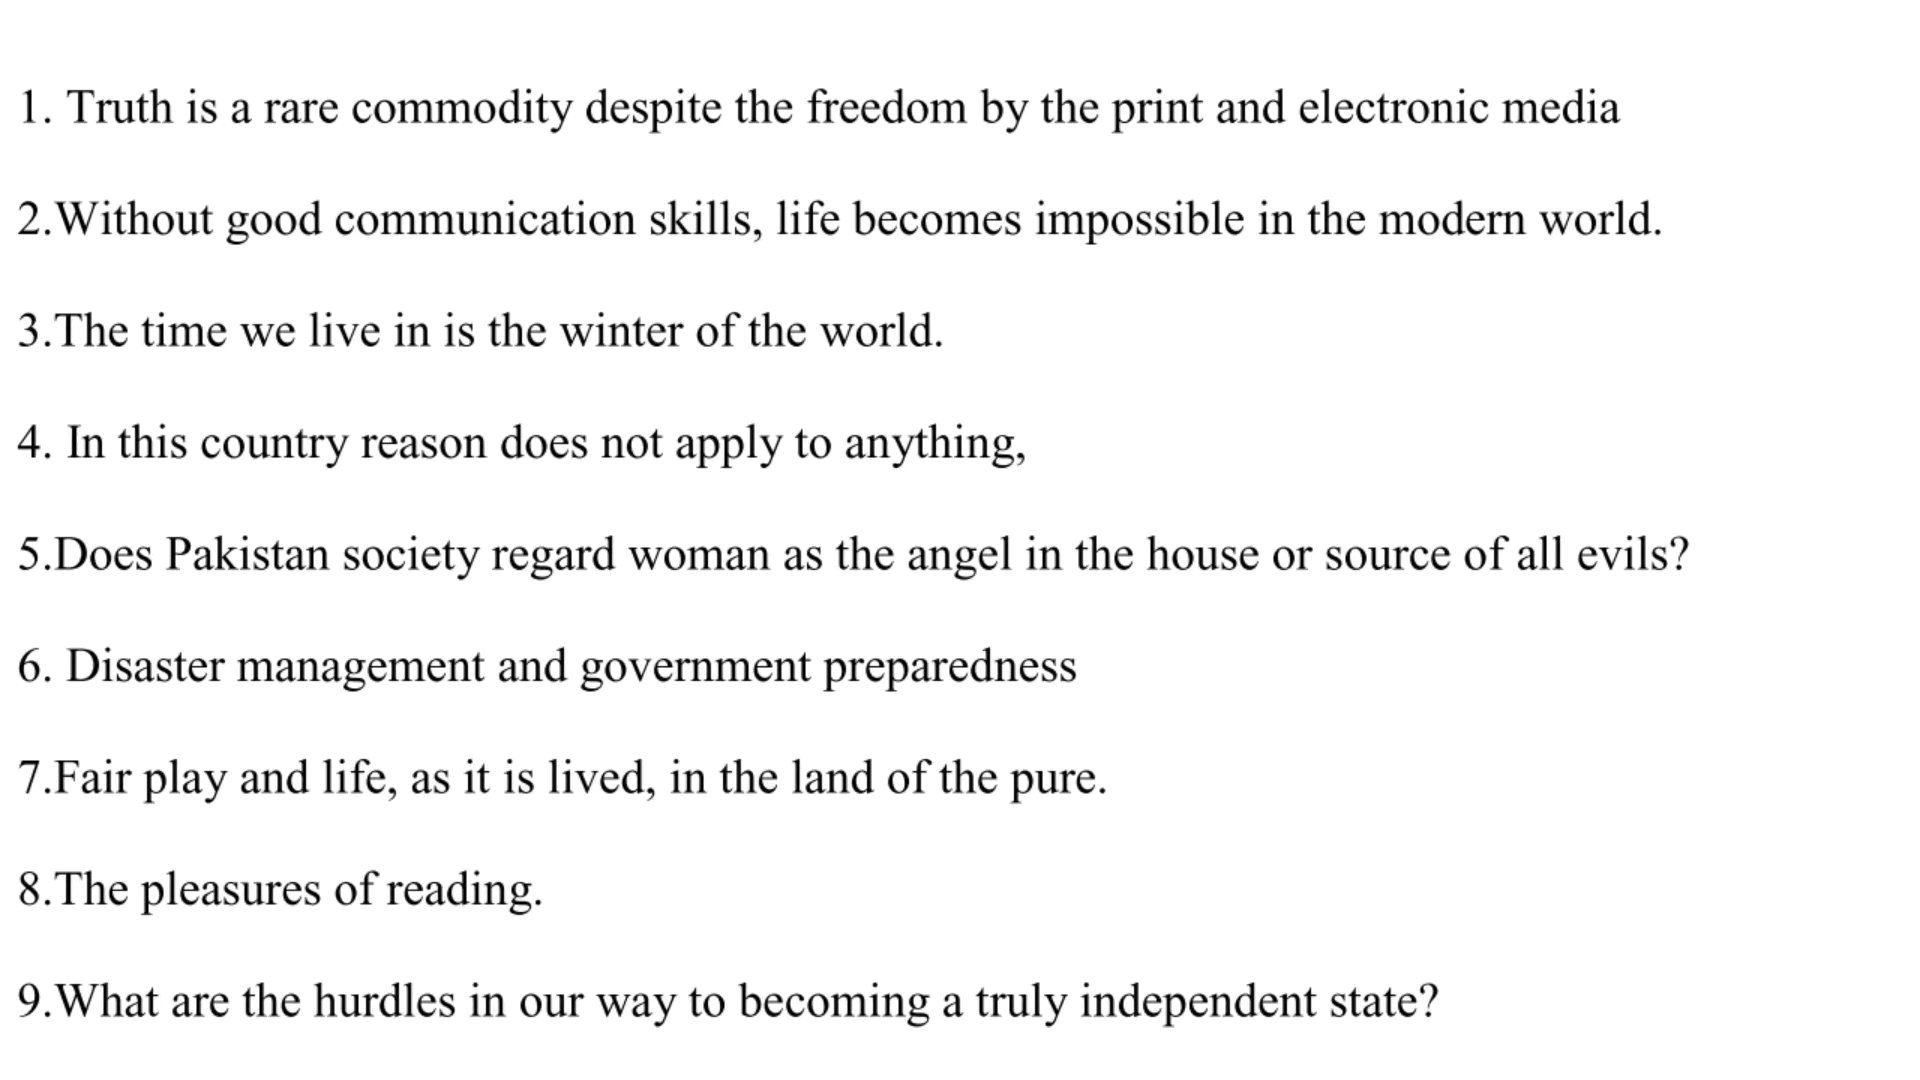 1. Truth is a rare commodity despite the freedom by the print and electronic media
2.Without good communication skills, life becomes impossible in the modern world.
3.The time we live in is the winter of the world.
4. In this country reason does not apply to anything,
5.Does Pakistan society regard woman as the angel in the house or source of all evils?
6. Disaster management and government preparedness
7.Fair play and life, as it is lived, in the land of the pure.
8.The pleasures of reading.
9.What are the hurdles in our way to becoming a truly independent state?